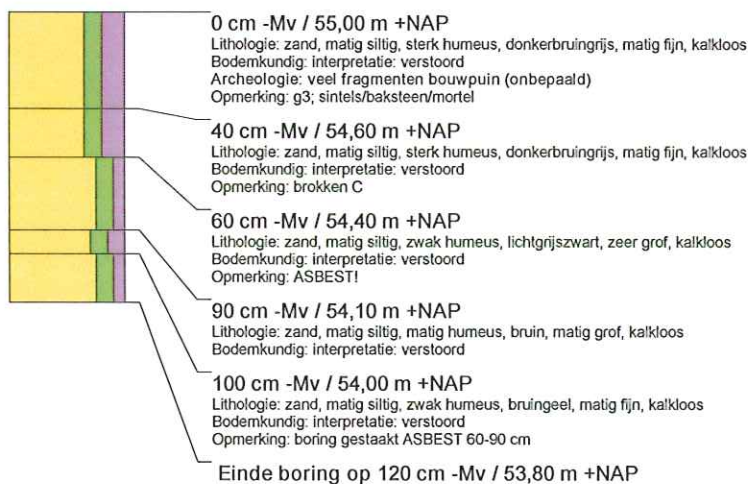 0 cm -Mv / 55,00 m +NAP
Lithologie: zand, matig siltig, sterk humeus, donkerbruingrijs, matig fijn, kalkloos
Bodemkundig: interpretatie: verstoord
Archeologie: veel fragmenten bouwpuin (onbepaald)
Opmerking: g3; sintels/baksteen/mortel
40 cm -Mv / 54,60 m +NAP
Lithologie: zand, matig siltig, sterk humeus, donkerbruingrijs, matig fijn, kalkloos
Bodemkundig: interpretatie: verstoord
Opmerking: brokken C
60 cm -Mv / 54,40 m +NAP
Lithologie: zand, matig siltig, zwak humeus, lichtgrijszwart, zeer grof, kalkloos
Bodemkundig: interpretatie: verstoord
Opmerking: ASBEST!
90 cm -Mv / 54,10 m +NAP
Lithologie: zand, matig siltig, matig humeus, bruin, matig grof, kalkloos
Bodemkundig: interpretatie: verstoord
100 cm -Mv / 54,00 m +NAP
Lithologie: zand, matig siltig, zwak humeus, bruingeel, matig fijn, kalkloos
Bodemkundig: interpretatie: verstoord
Opmerking: boring gestaakt ASBEST 60-90 cm
Einde boring op 120 cm -Mv / 53,80 m +NAP